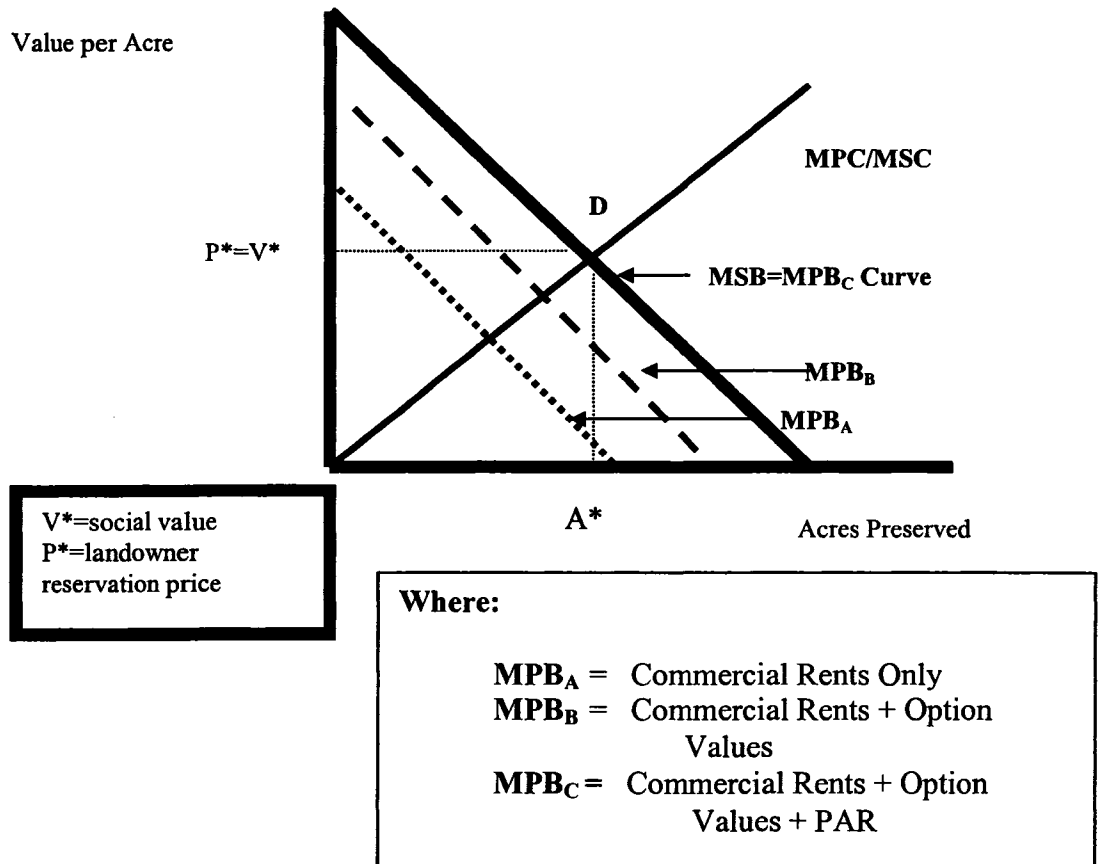 Value per Acre
MPC/MSC
D
P*=V*
MSB=MPB_C Curve
MPB_B
MPB_A
A*
Acres Preserved
V*=social value
P*=landowner
reservation price
Where:
MPB_A = Commercial Rents Only
MPB_B = Commercial Rents + Option
Values
MPB_C = Commercial Rents + Option
Values + PAR